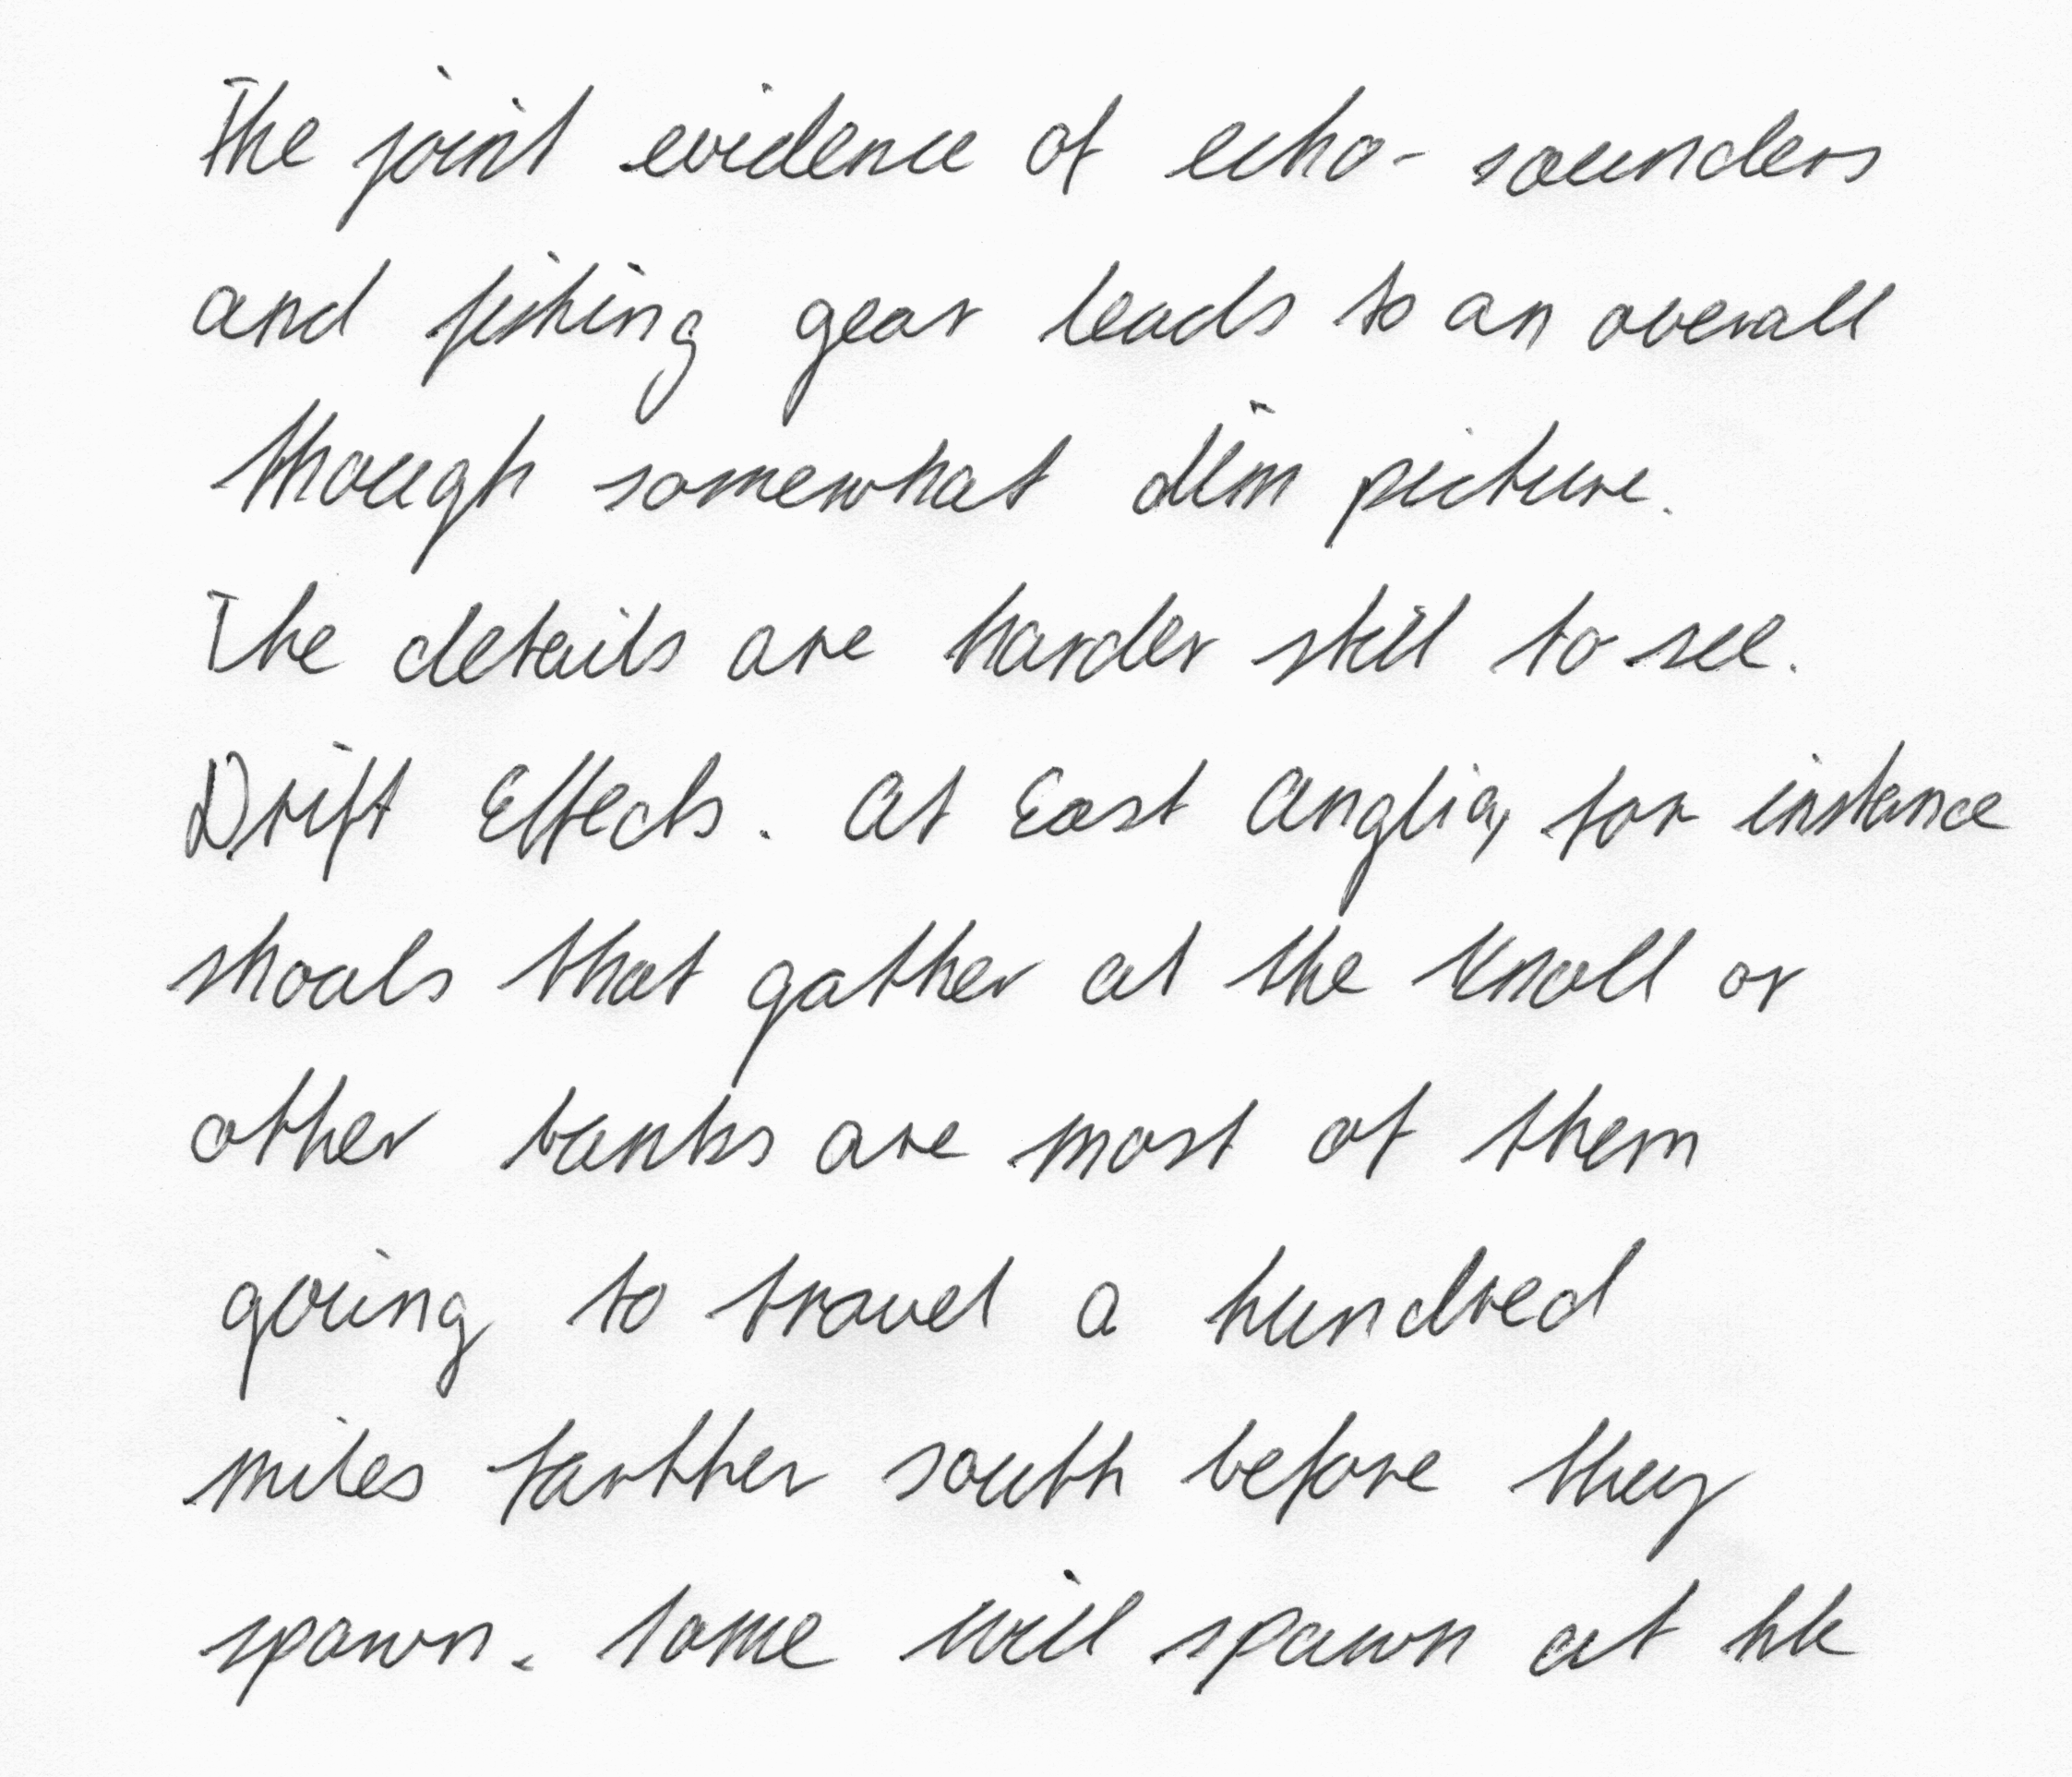 The joint evidence of echo-sounders
and fishing gear leads to an overall
though somewhat dim picture.
The details are harder still to see.
Drift Effects. At East Anglia, for instance
shoals that gather at the Knoll or
other banks are most of them
going to travel a hundred
miles farther south before they
spawn. Some will spawn at